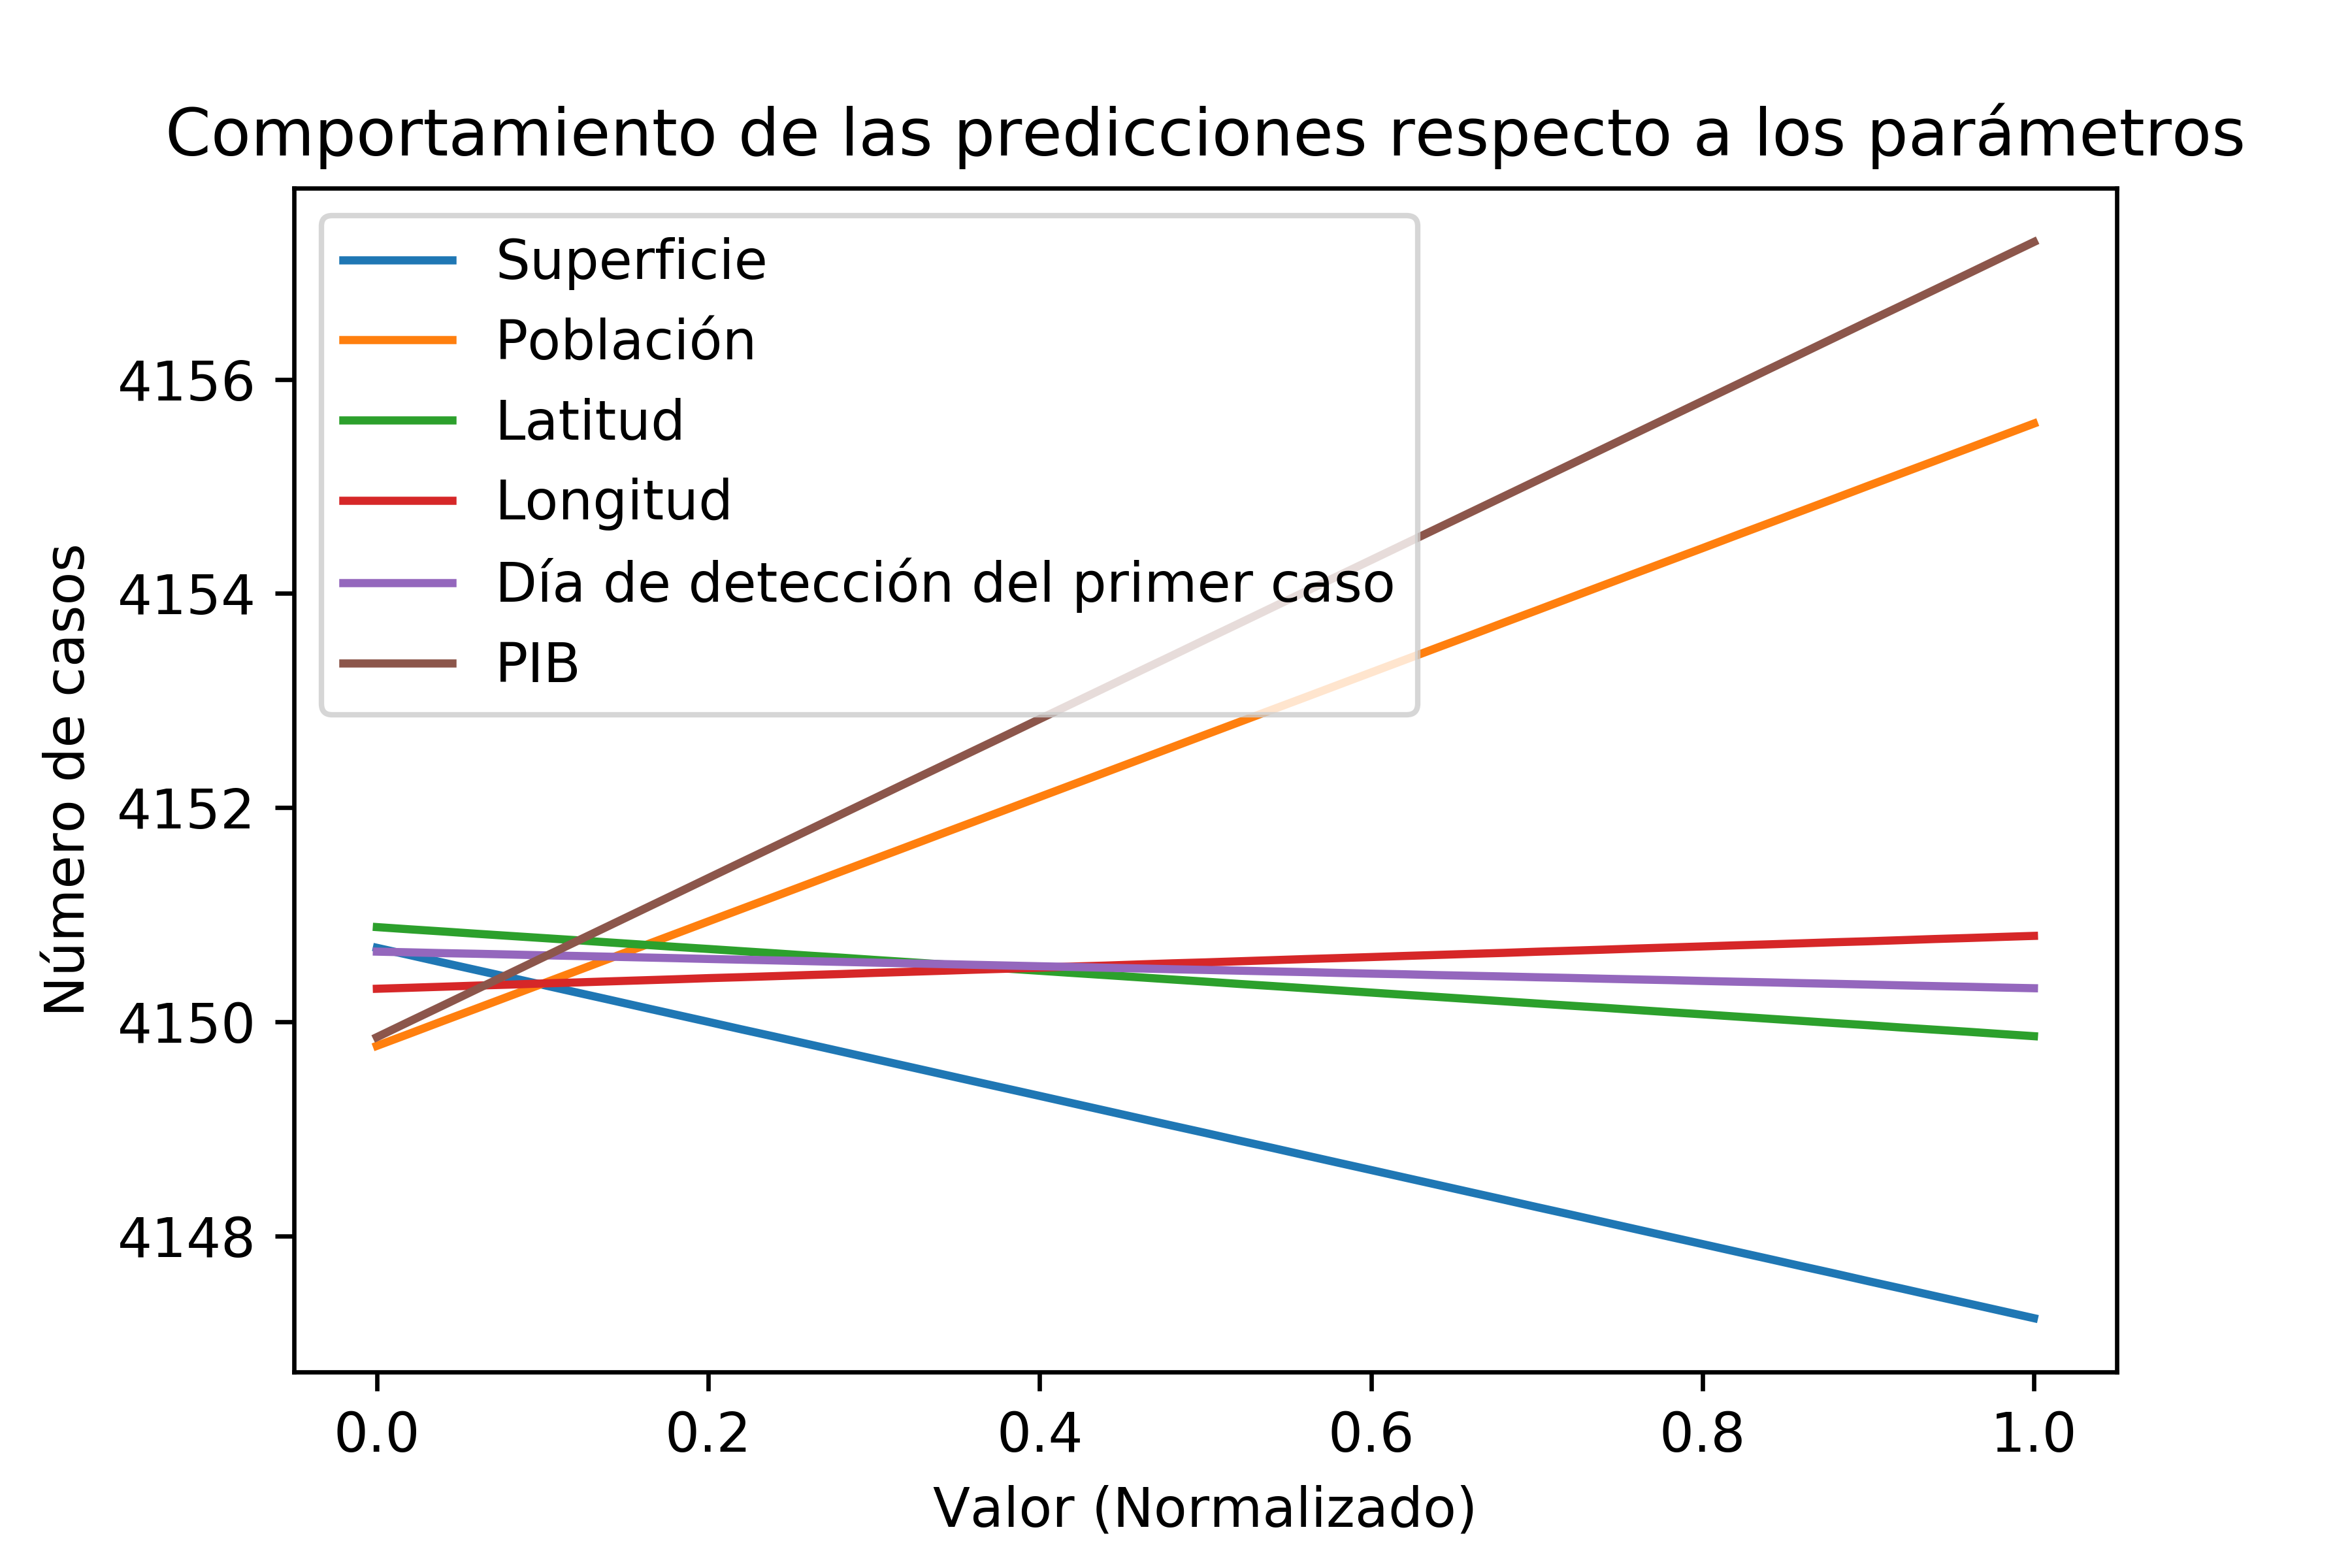 Comportamiento de las predicciones respecto a los parámetros
Superficie
Población
Latitud
Longitud
Día de detección del primer caso
PIB
Número de casos
4156
4154
4152
4150
4148
0.0 0.2 0.4 0.6 0.8 1.0
Valor (Normalizado)